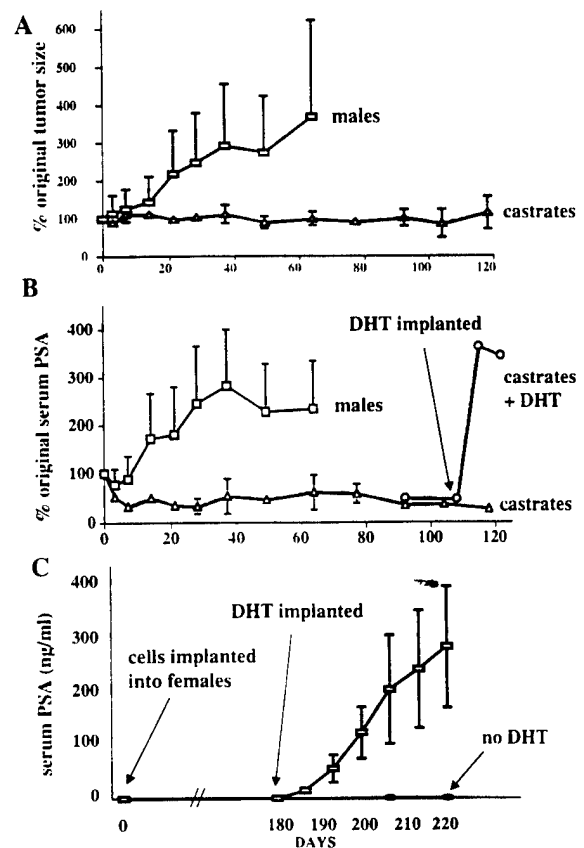 A
% original tumor size
600
500
400
300
200
100
0
males
castrates
0
20
40
60
80
100
120
B
% original serum PSA
400
300
200
100
0
DHT implanted
males
castrates
+ DHT
castrates
0
20
40
60
80
100
120
C
serum PSA (ng/ml)
400
300
200
100
0
DHT implanted
cells implanted
into females
no DHT
//
0
180
190
200
210
220
DAYS